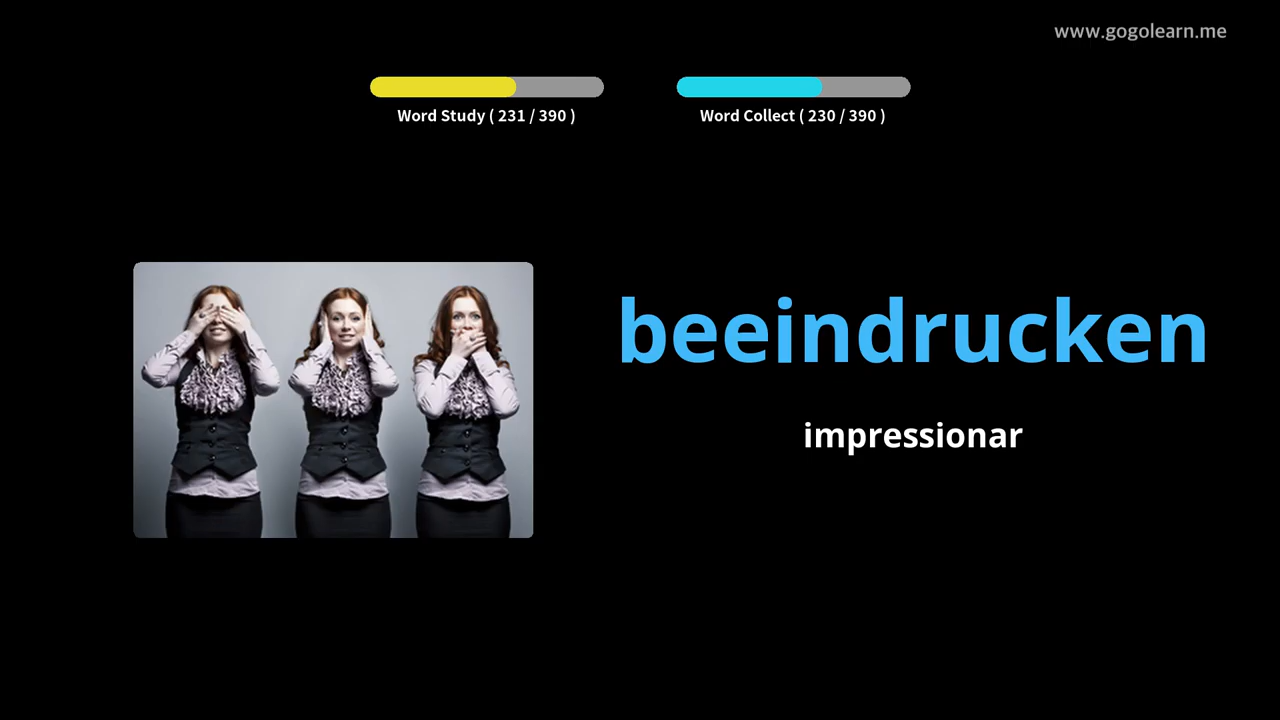 www.gogolearn.me
Word Study ( 231 / 390 )
Word Collect ( 230 / 390 )
beeindrucken
impressionar